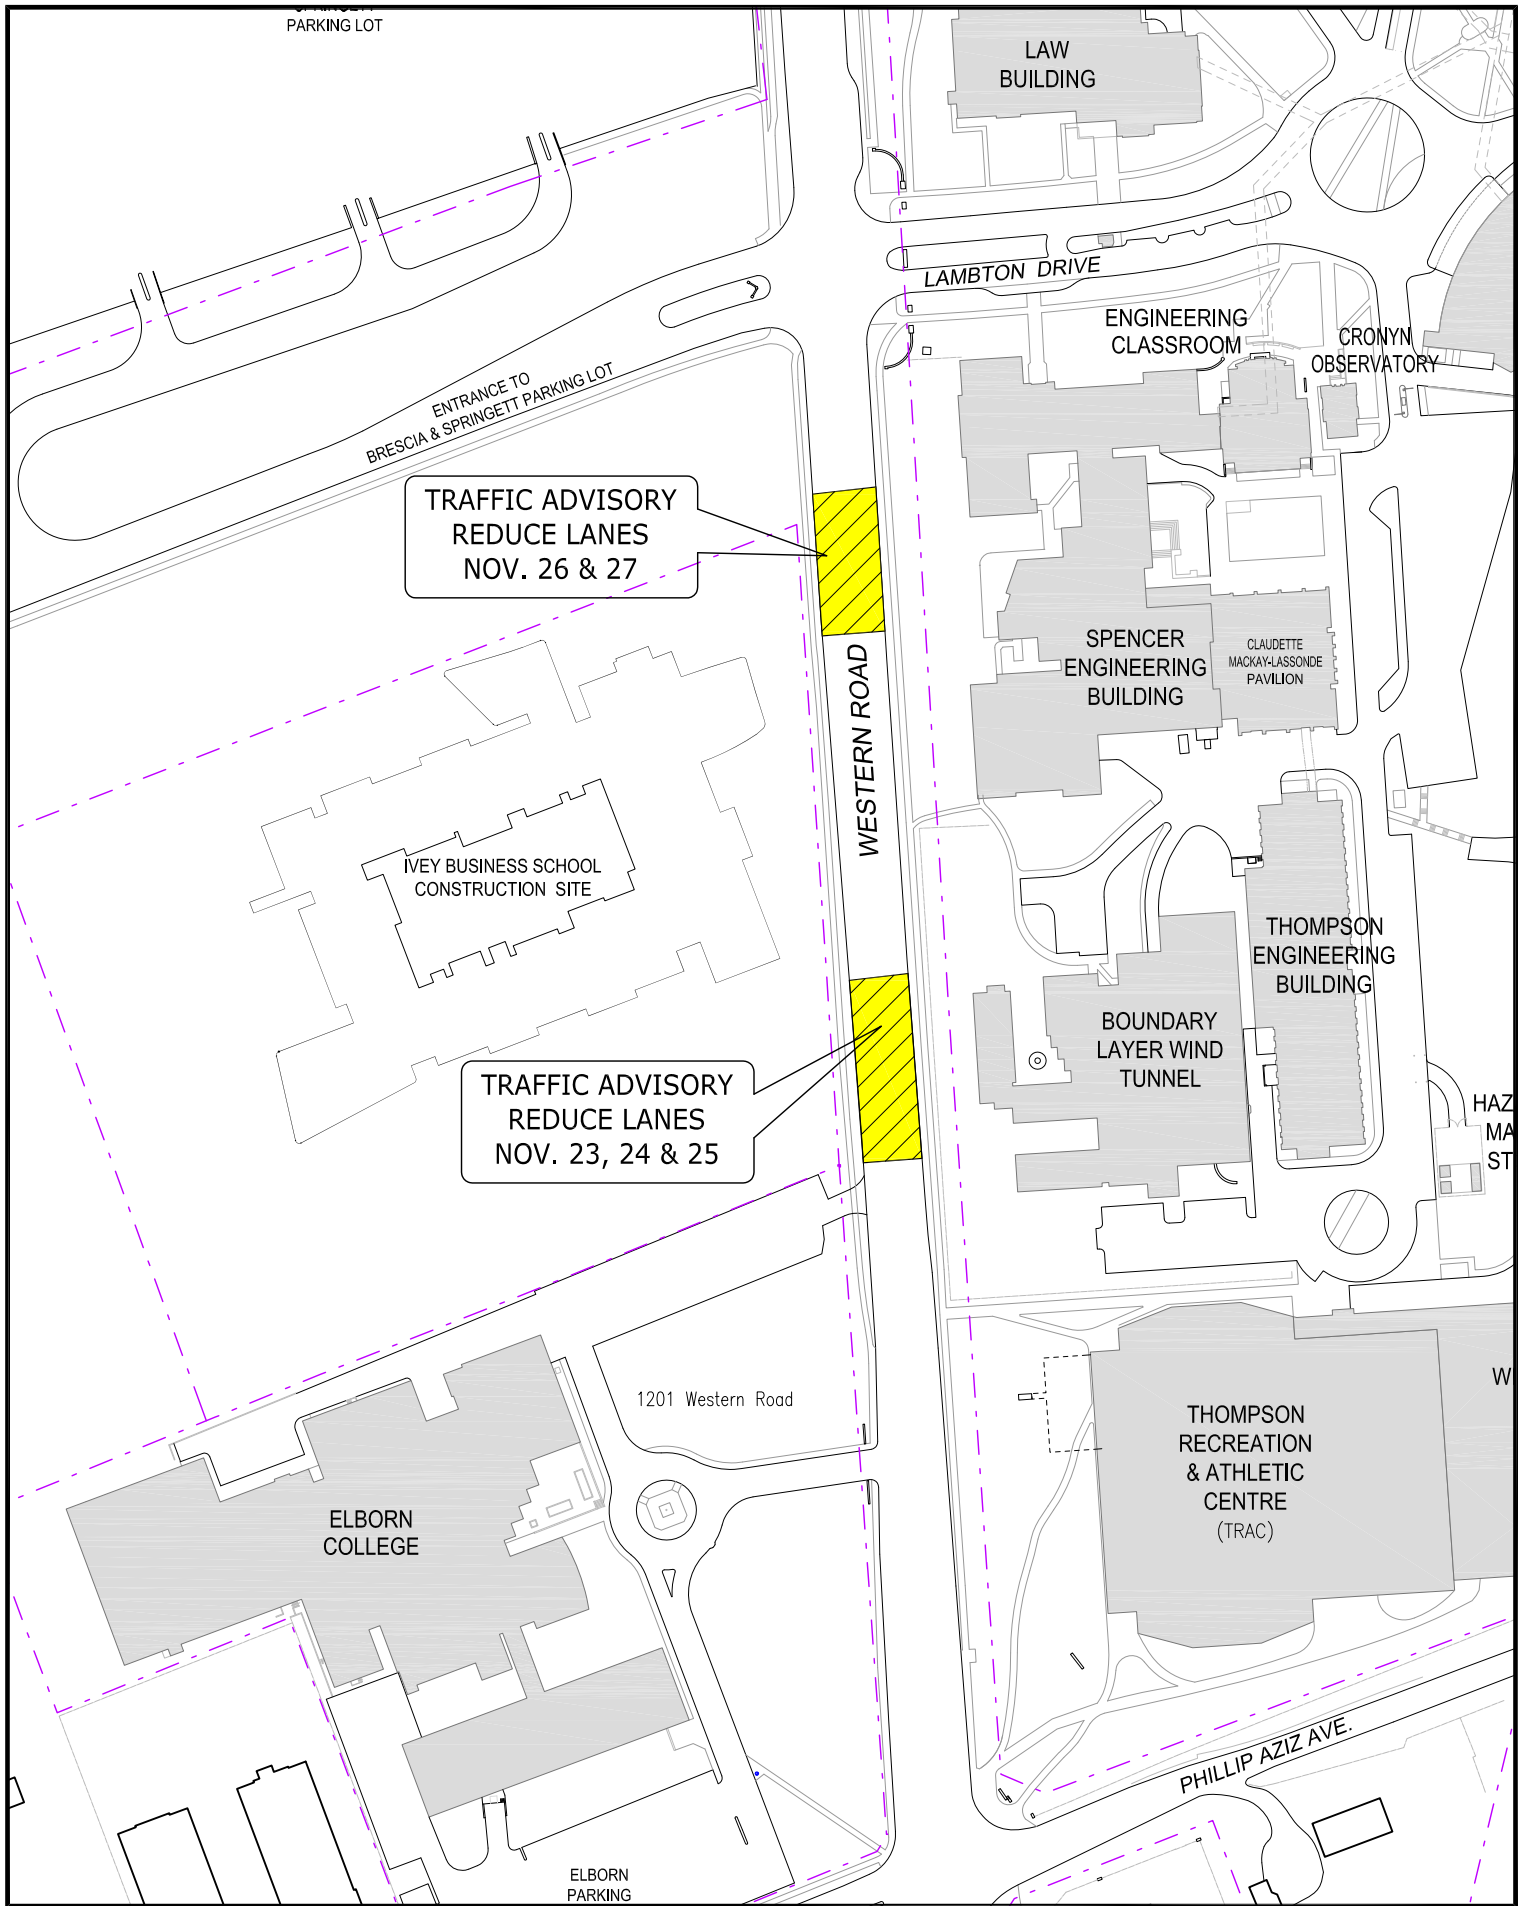 PARKING LOT
LAW
BUILDING
LAMBTON DRIVE
ENGINEERING
CLASSROOM
CRONYN
OBSERVATORY
ENTRANCE TO
BRESCIA & SPRINGETT PARKING LOT
TRAFFIC ADVISORY
REDUCE LANES
NOV. 26 & 27
SPENCER
ENGINEERING
BUILDING
CLAUDETTE
MACKAY-LASSONDE
PAVILION
WESTERN ROAD
IVEY BUSINESS SCHOOL
CONSTRUCTION SITE
THOMPSON
ENGINEERING
BUILDING
BOUNDARY
LAYER WIND
TUNNEL
TRAFFIC ADVISORY
REDUCE LANES
NOV. 23, 24 & 25
HAZ
MA
ST
1201 Western Road
W
THOMPSON
RECREATION
& ATHLETIC
CENTRE
(TRAC)
ELBORN
COLLEGE
PHILLIP AZIZ AVE.
ELBORN
PARKING